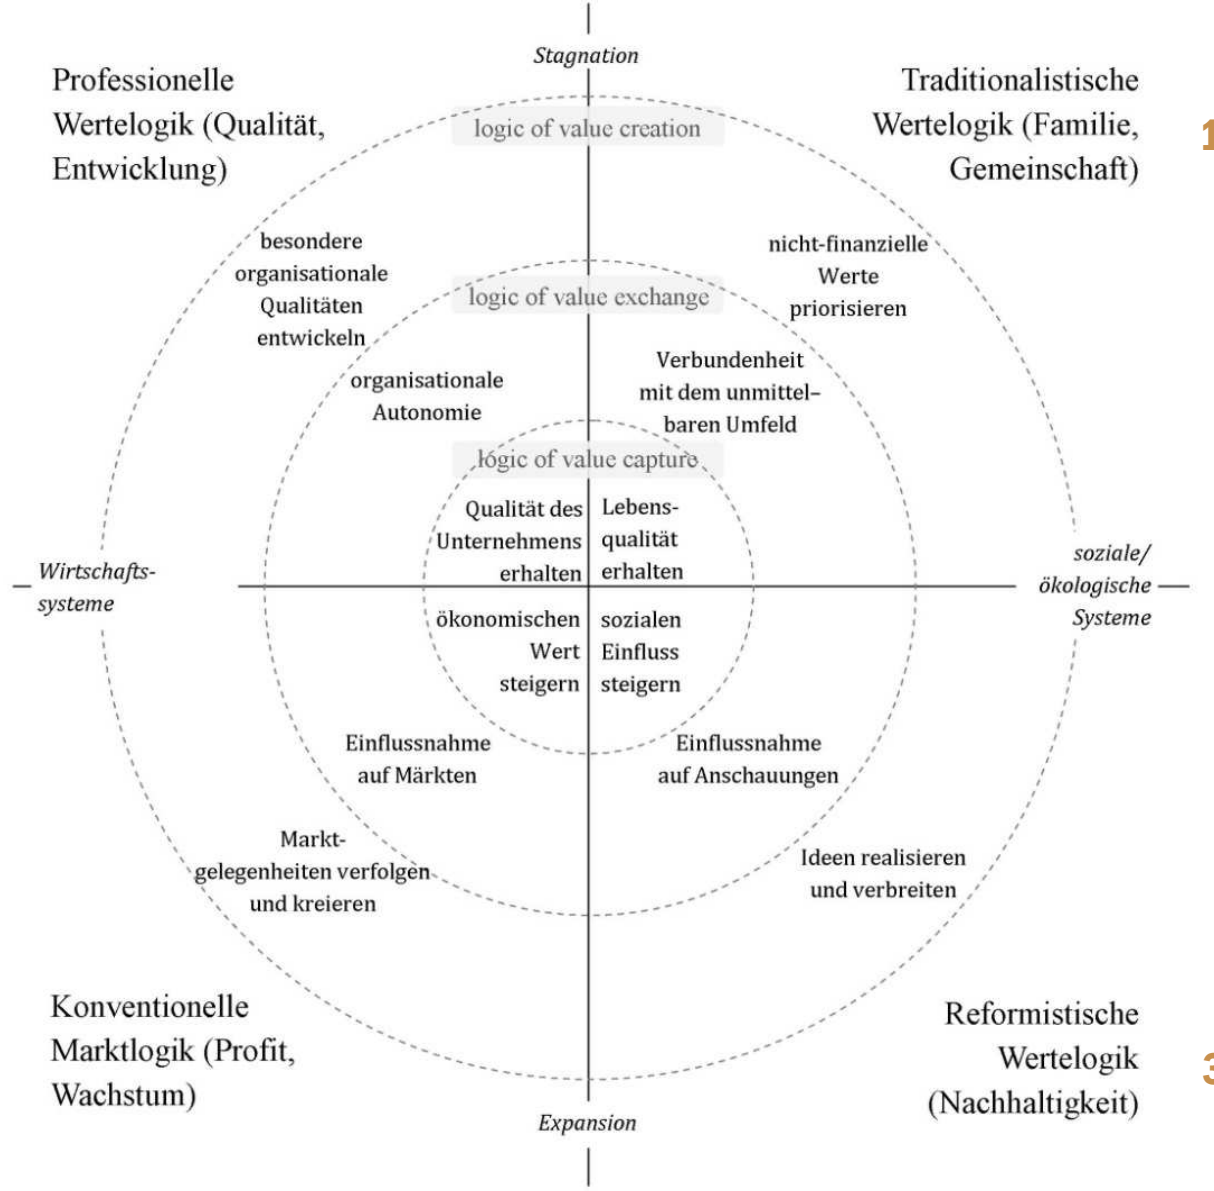 Stagnation
Professionelle
Wertelogik (Qualität,
Entwicklung)
Traditionalistische
Wertelogik (Familie,
Gemeinschaft)
1
logic of value creation
besondere
organisationale
Qualitäten
entwickeln
nicht-finanzielle
Werte
priorisieren
logic of value exchange
organisationale
Autonomie
Verbundenheit
mit dem unmittel–
baren Umfeld
logic of value capture
Qualität des
Unternehmens
erhalten
Lebens-
qualität
erhalten
Wirtschafts-
systeme
soziale/
ökologische
Systeme
ökonomischen
Wert
steigern
sozialen
Einfluss
steigern
Einflussnahme
auf Märkten
Einflussnahme
auf Anschauungen
Markt-
gelegenheiten verfolgen
und kreieren
Ideen realisieren
und verbreiten
Konventionelle
Marktlogik (Profit,
Wachstum)
Reformistische
Wertelogik
(Nachhaltigkeit)
3
Expansion